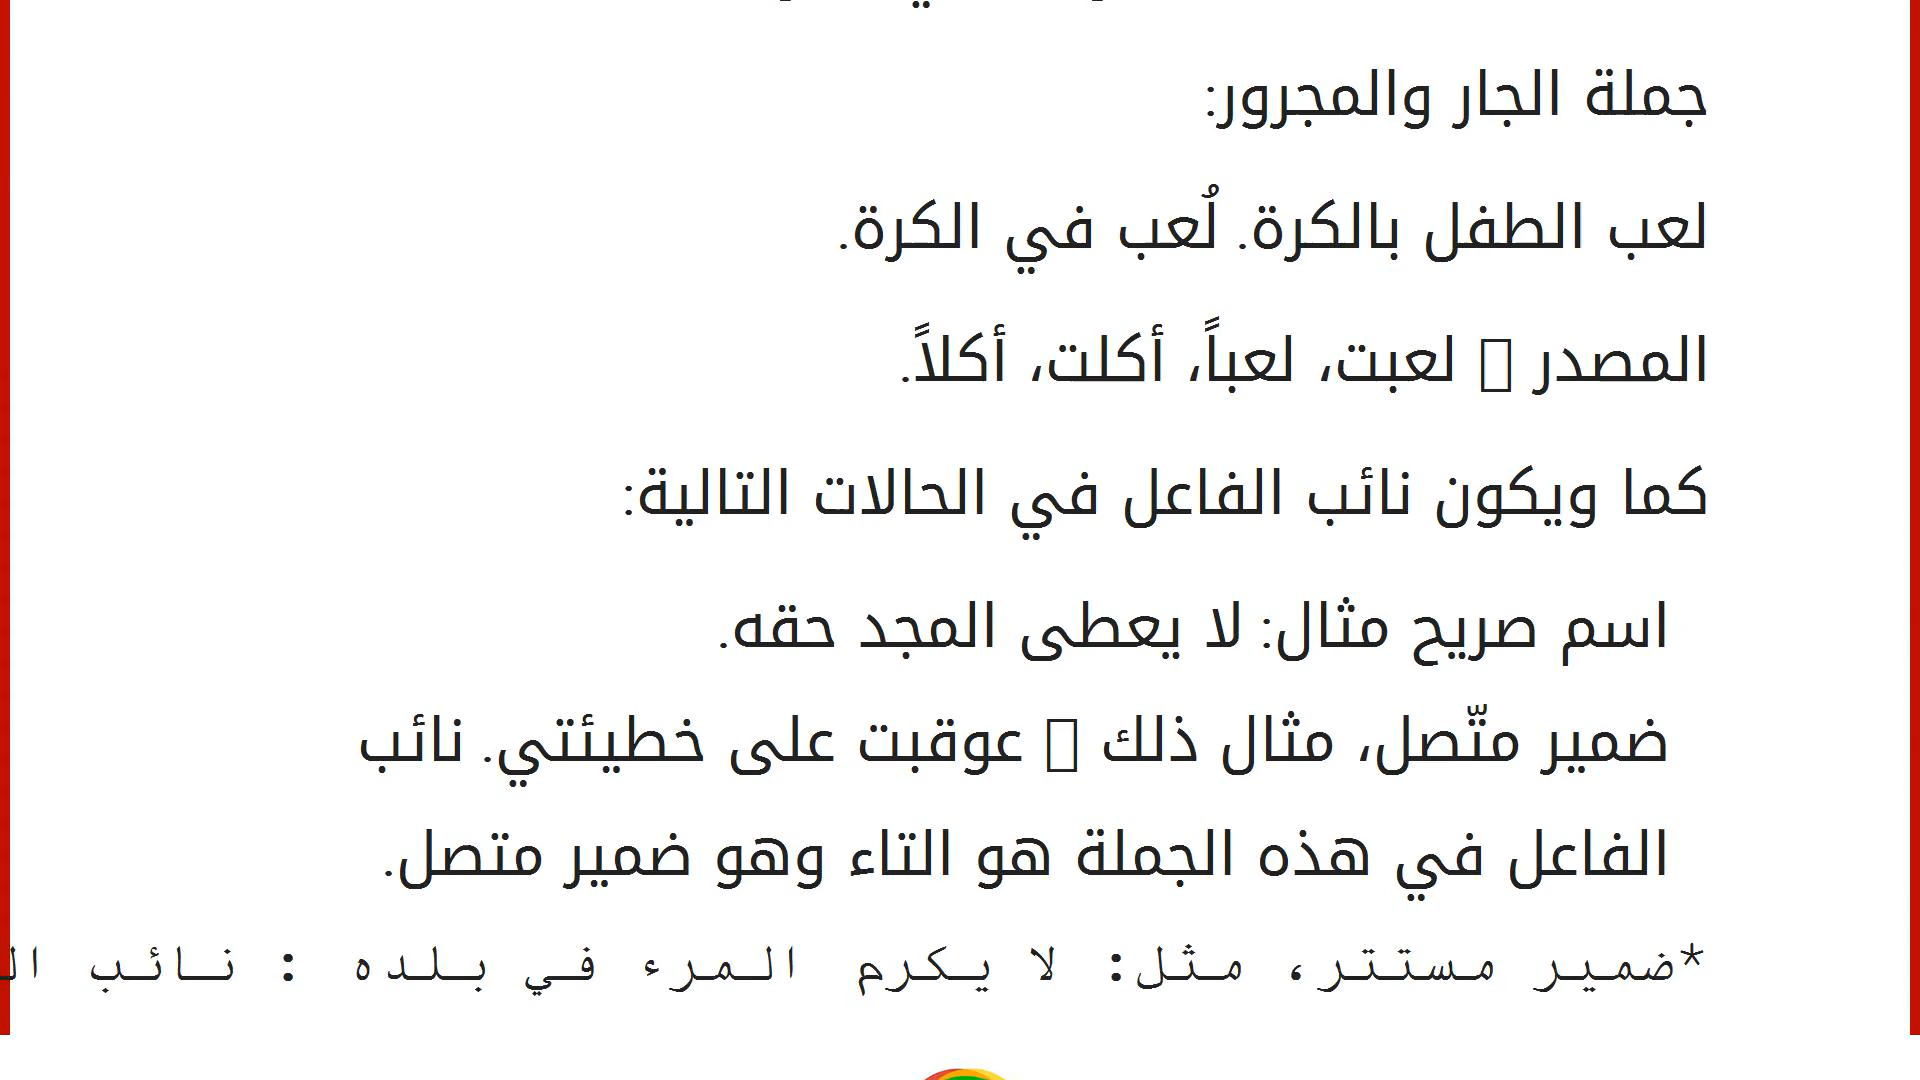 جملة الجار والمجرور:
لعب الطفل بالكرة. لُعب في الكرة.
المصدر لعبت، لعباً، أكلت، أكلاً.
كما ويكون نائب الفاعل في الحالات التالية:
اسم صريح مثال: لا يعطى المجد حقه.
ضمير متّصل، مثال ذلك عوقبت على خطيئتي. نائب
الفاعل في هذه الجملة هو التاء وهو ضمير متصل.
*ضمير مستتر، مثل: لا يكرم المرء في بلده : نائب